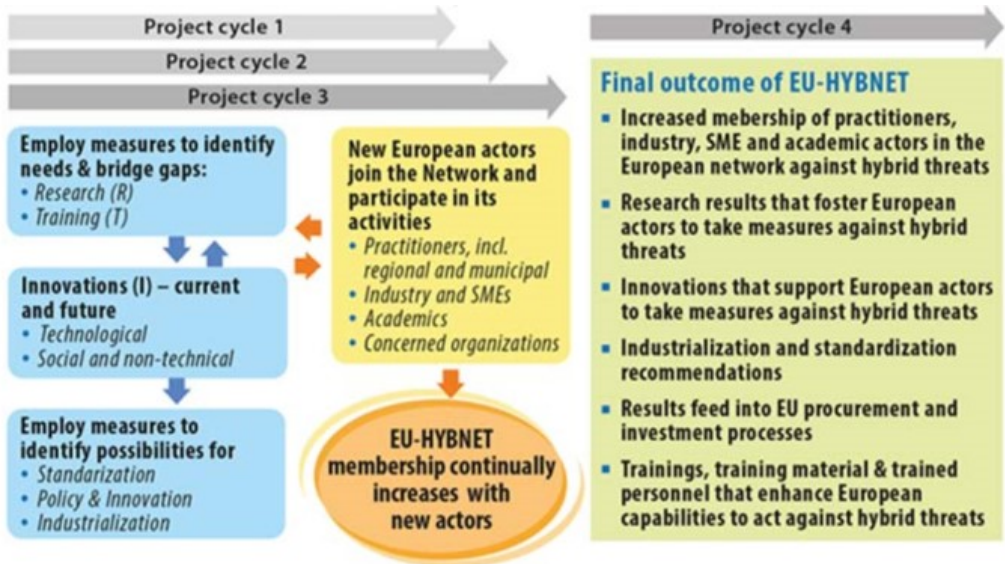 Project cycle 1
Project cycle 2
Project cycle 3
Employ measures to identify
needs & bridge gaps:
• Research (R)
• Training (T)
Innovations (I) – current
and future
• Technological
• Social and non-technical
Employ measures to
identify possibilities for
• Standarization
• Policy & Innovation
• Industrialization
New European actors
join the Network and
participate in its
activities
• Practitioners, incl.
regional and municipal
• Industry and SMEs
• Academics
• Concerned organizations
EU-HYBNET
membership continually
increases with
new actors
Project cycle 4
Final outcome of EU-HYBNET
▪ Increased mebership of practitioners,
industry, SME and academic actors in the
European network against hybrid threats
▪ Research results that foster European
actors to take measures against hybrid
threats
▪ Innovations that support European actors
to take measures against hybrid threats
▪ Industrialization and standardization
recommendations
▪ Results feed into EU procurement and
investment processes
▪ Trainings, training material & trained
personnel that enhance European
capabilities to act against hybrid threats